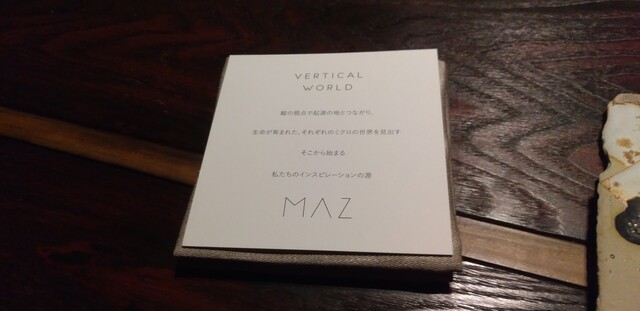 VERTICAL
WORLD
縦の視点で起源の地とつながり、
生命が育まれた、それぞれのミクロの世界を見出す
そこから始まる
私たちのインスピレーションの源
MAZ